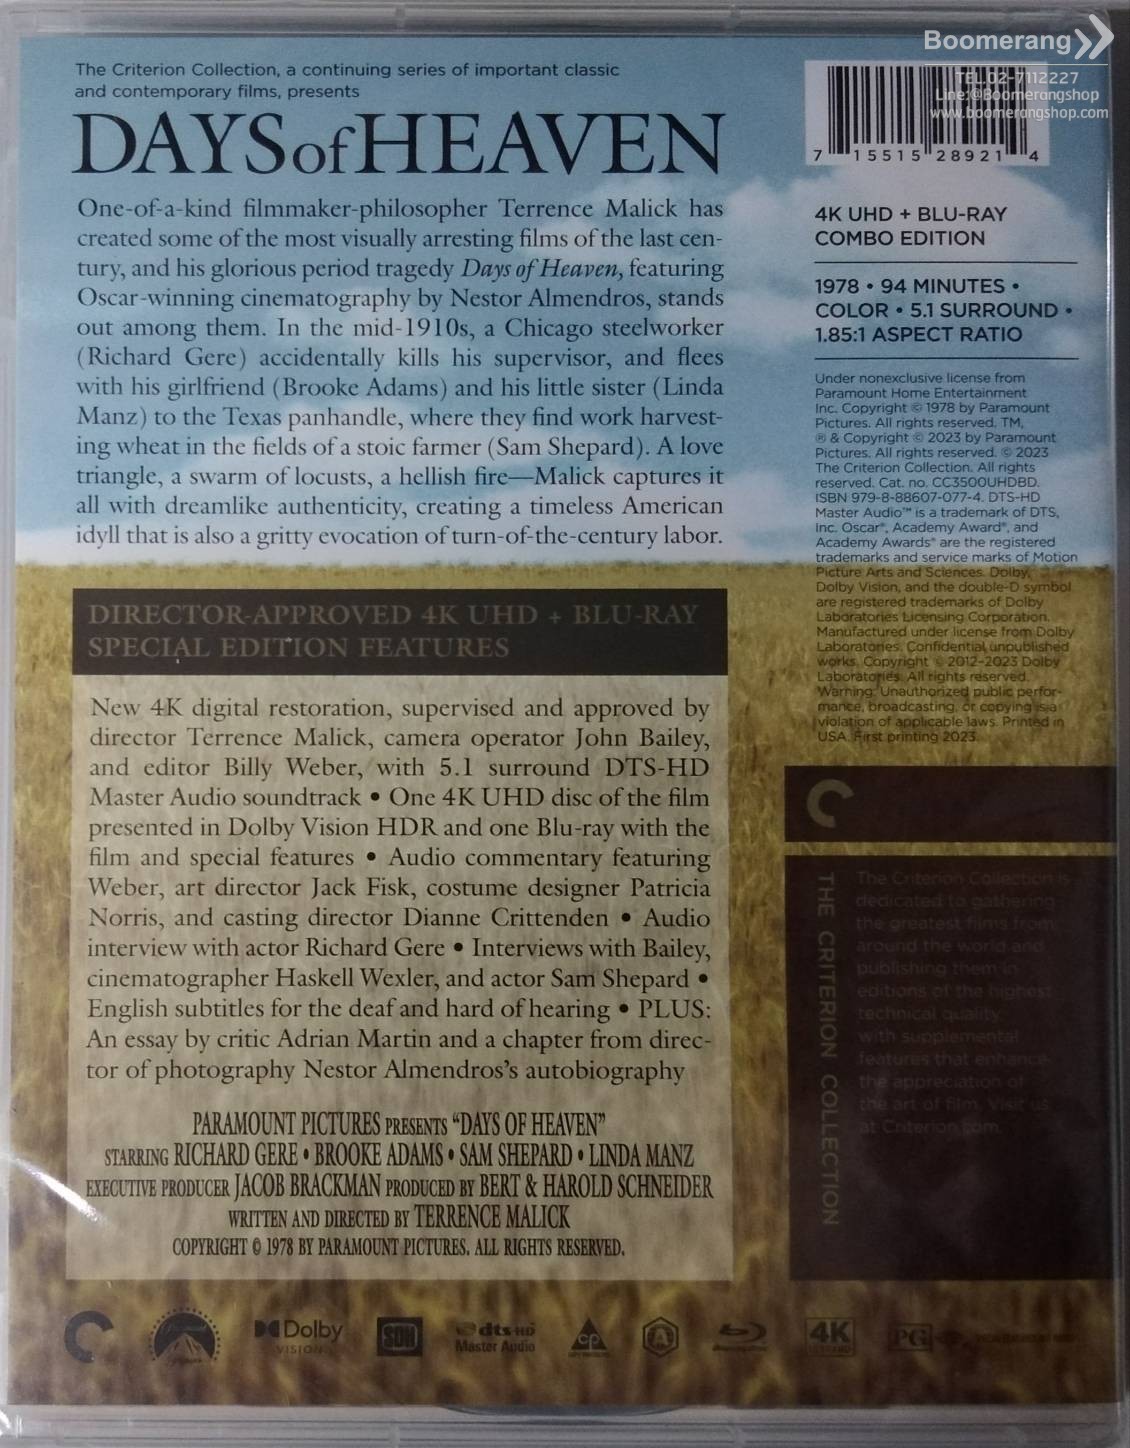 Boomerang
TEL.02-7112227
Line:@Boomerangshop
www.boomerangshop.com
The Criterion Collection, a continuing series of important classic
and contemporary films, presents
DAYS of HEAVEN
One-of-a-kind filmmaker-philosopher Terrence Malick has
created some of the most visually arresting films of the last cen-
tury, and his glorious period tragedy Days of Heaven, featuring
Oscar-winning cinematography by Nestor Almendros, stands
out among them. In the mid-1910s, a Chicago steelworker
(Richard Gere) accidentally kills his supervisor, and flees
with his girlfriend (Brooke Adams) and his little sister (Linda
Manz) to the Texas panhandle, where they find work harvest-
ing wheat in the fields of a stoic farmer (Sam Shepard). A love
triangle, a swarm of locusts, a hellish fire—Malick captures it
all with dreamlike authenticity, creating a timeless American
idyll that is also a gritty evocation of turn-of-the-century labor.
DIRECTOR-APPROVED 4K UHD + BLU-RAY
SPECIAL EDITION FEATURES
New 4K digital restoration, supervised and approved by
director Terrence Malick, camera operator John Bailey,
and editor Billy Weber, with 5.1 surround DTS-HD
Master Audio soundtrack • One 4K UHD disc of the film
presented in Dolby Vision HDR and one Blu-ray with the
film and special features • Audio commentary featuring
Weber, art director Jack Fisk, costume designer Patricia
Norris, and casting director Dianne Crittenden • Audio
interview with actor Richard Gere • Interviews with Bailey,
cinematographer Haskell Wexler, and actor Sam Shepard •
English subtitles for the deaf and hard of hearing • PLUS:
An essay by critic Adrian Martin and a chapter from direc-
tor of photography Nestor Almendros's autobiography
PARAMOUNT PICTURES PRESENTS "DAYS OF HEAVEN"
STARRING RICHARD GERE • BROOKE ADAMS • SAM SHEPARD • LINDA MANZ
EXECUTIVE PRODUCER JACOB BRACKMAN PRODUCED BY BERT & HAROLD SCHNEIDER
WRITTEN AND DIRECTED BY TERRENCE MALICK
COPYRIGHT © 1978 BY PARAMOUNT PICTURES. ALL RIGHTS RESERVED.
7 15515 28921 4
4K UHD + BLU-RAY
COMBO EDITION
1978 • 94 MINUTES •
COLOR • 5.1 SURROUND •
1.85:1 ASPECT RATIO
Under nonexclusive license from
Paramount Home Entertainment
Inc. Copyright © 1978 by Paramount
Pictures. All rights reserved. TM,
® & Copyright © 2023 by Paramount
Pictures. All rights reserved. © 2023
The Criterion Collection. All rights
reserved. Cat. no. CC3500UHDBD.
ISBN 979-8-88607-077-4. DTS-HD
Master Audio™ is a trademark of DTS,
Inc. Oscar®, Academy Award®, and
Academy Awards® are the registered
trademarks and service marks of Motion
Picture Arts and Sciences. Dolby,
Dolby Vision, and the double-D symbol
are registered trademarks of Dolby
Laboratories Licensing Corporation.
Manufactured under license from Dolby
Laboratories. Confidential unpublished
works. Copyright © 2012–2023 Dolby
Laboratories. All rights reserved.
Warning: Unauthorized public perfor-
mance, broadcasting, or copying is a
violation of applicable laws. Printed in
USA. First printing 2023.
THE CRITERION COLLECTION
The Criterion Collection is
dedicated to gathering
the greatest films from
around the world and
publishing them in
editions of the highest
technical quality
with supplemental
features that enhance
the appreciation of
the art of film. Visit us
at Criterion.com.
Dolby
VISION
SDH
dts-HD
Master Audio
CP
A
4K
PG